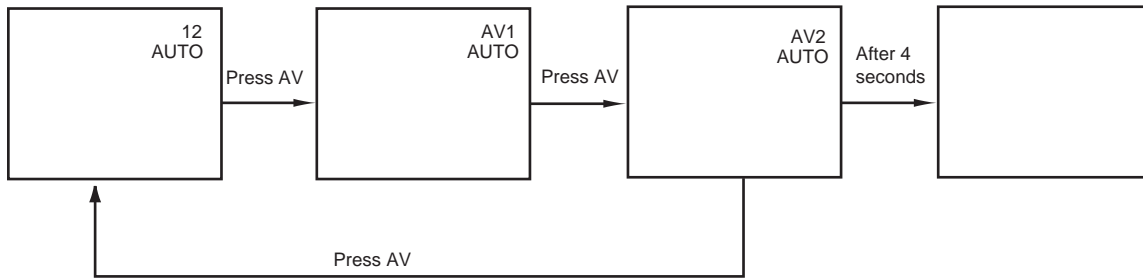 12
AUTO
Press AV
AV1
AUTO
Press AV
AV2
AUTO
After 4
seconds
Press AV